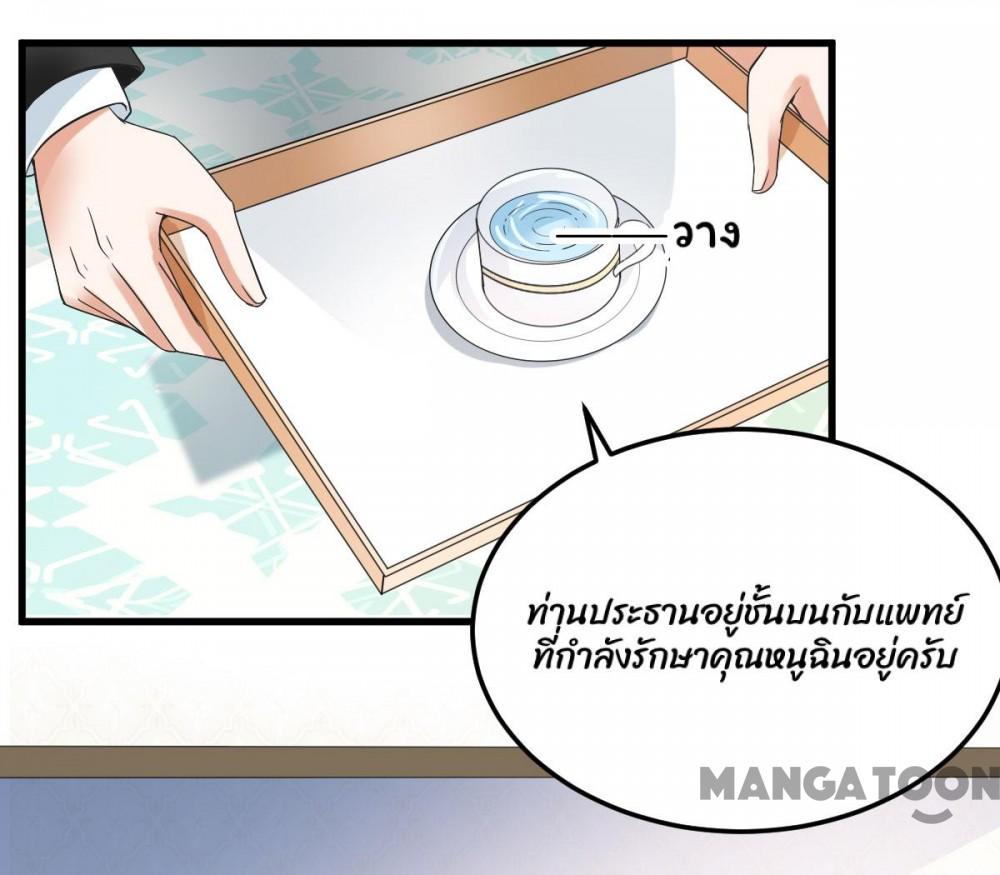 วาง
ท่านประธานอยู่ชั้นบนกับแพทย์
ที่กำลังรักษาคุณหนูฉินอยู่ครับ
MANGATOON